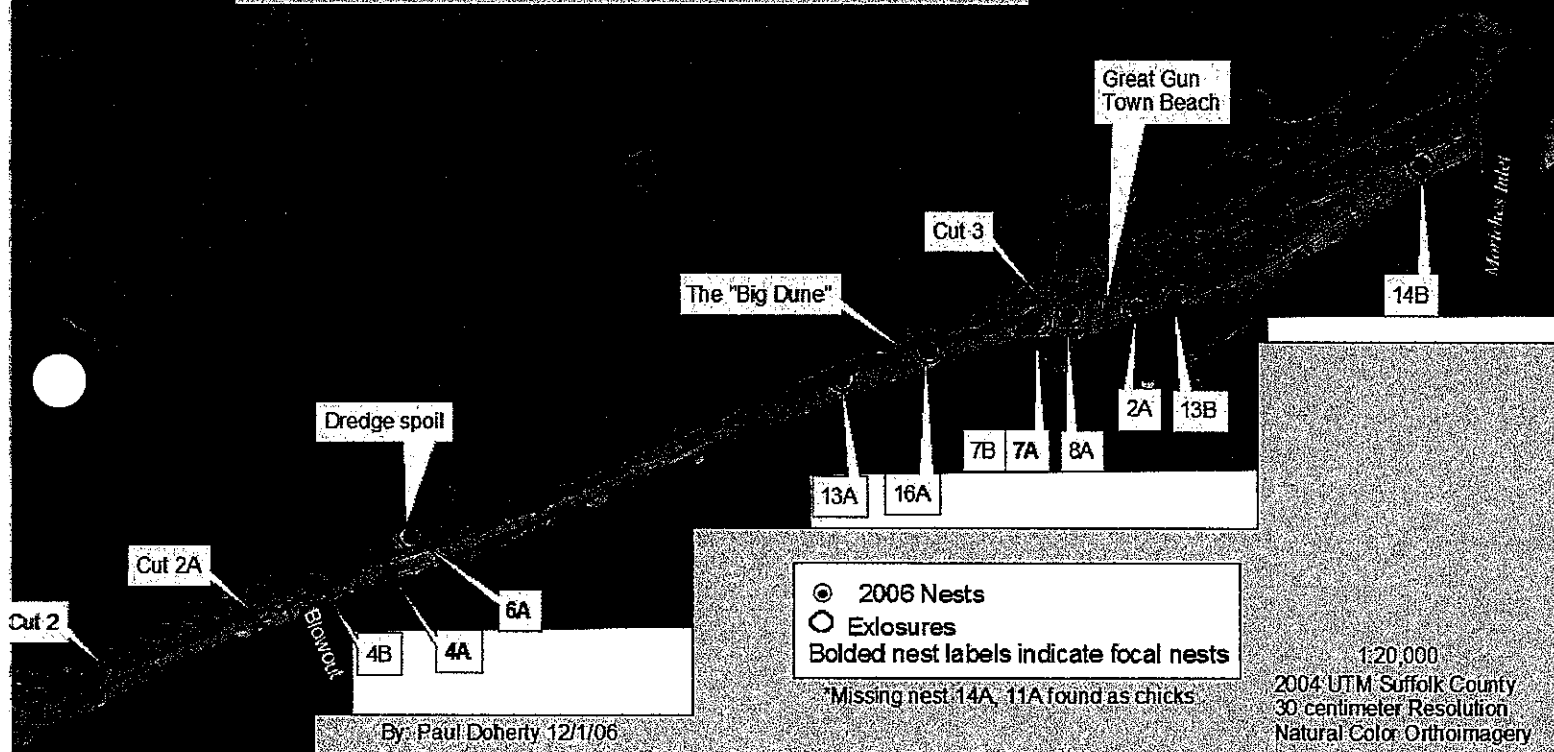 Great Gun
Town Beach
Moriches Inlet
Cut 3
The "Big Dune"
14B
2A
13B
Dredge spoil
7B
7A
8A
13A
16A
Cut 2A
6A
Cut 2
Blowout
4B
4A
2006 Nests
Exlosures
Bolded nest labels indicate focal nests
*Missing nest 14A, 11A found as chicks
By: Paul Doherty 12/1/06
1:20,000
2004 UTM Suffolk County
30 centimeter Resolution
Natural Color Orthoimagery